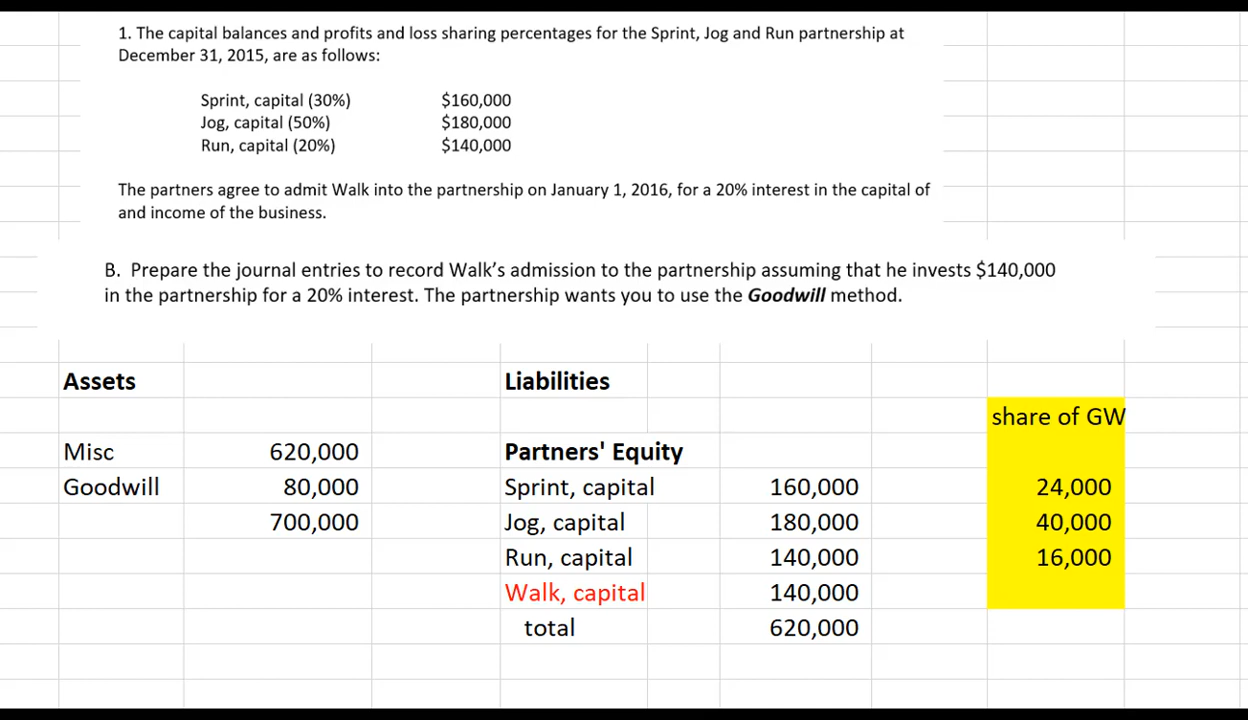 1. The capital balances and profits and loss sharing percentages for the Sprint, Jog and Run partnership at
December 31, 2015, are as follows:
Sprint, capital (30%) $160,000
Jog, capital (50%) $180,000
Run, capital (20%) $140,000
The partners agree to admit Walk into the partnership on January 1, 2016, for a 20% interest in the capital of
and income of the business.
B. Prepare the journal entries to record Walk's admission to the partnership assuming that he invests $140,000
in the partnership for a 20% interest. The partnership wants you to use the Goodwill method.
Assets Liabilities
share of GW
Misc 620,000 Partners' Equity
Goodwill 80,000 Sprint, capital 160,000 24,000
700,000 Jog, capital 180,000 40,000
Run, capital 140,000 16,000
Walk, capital 140,000
total 620,000